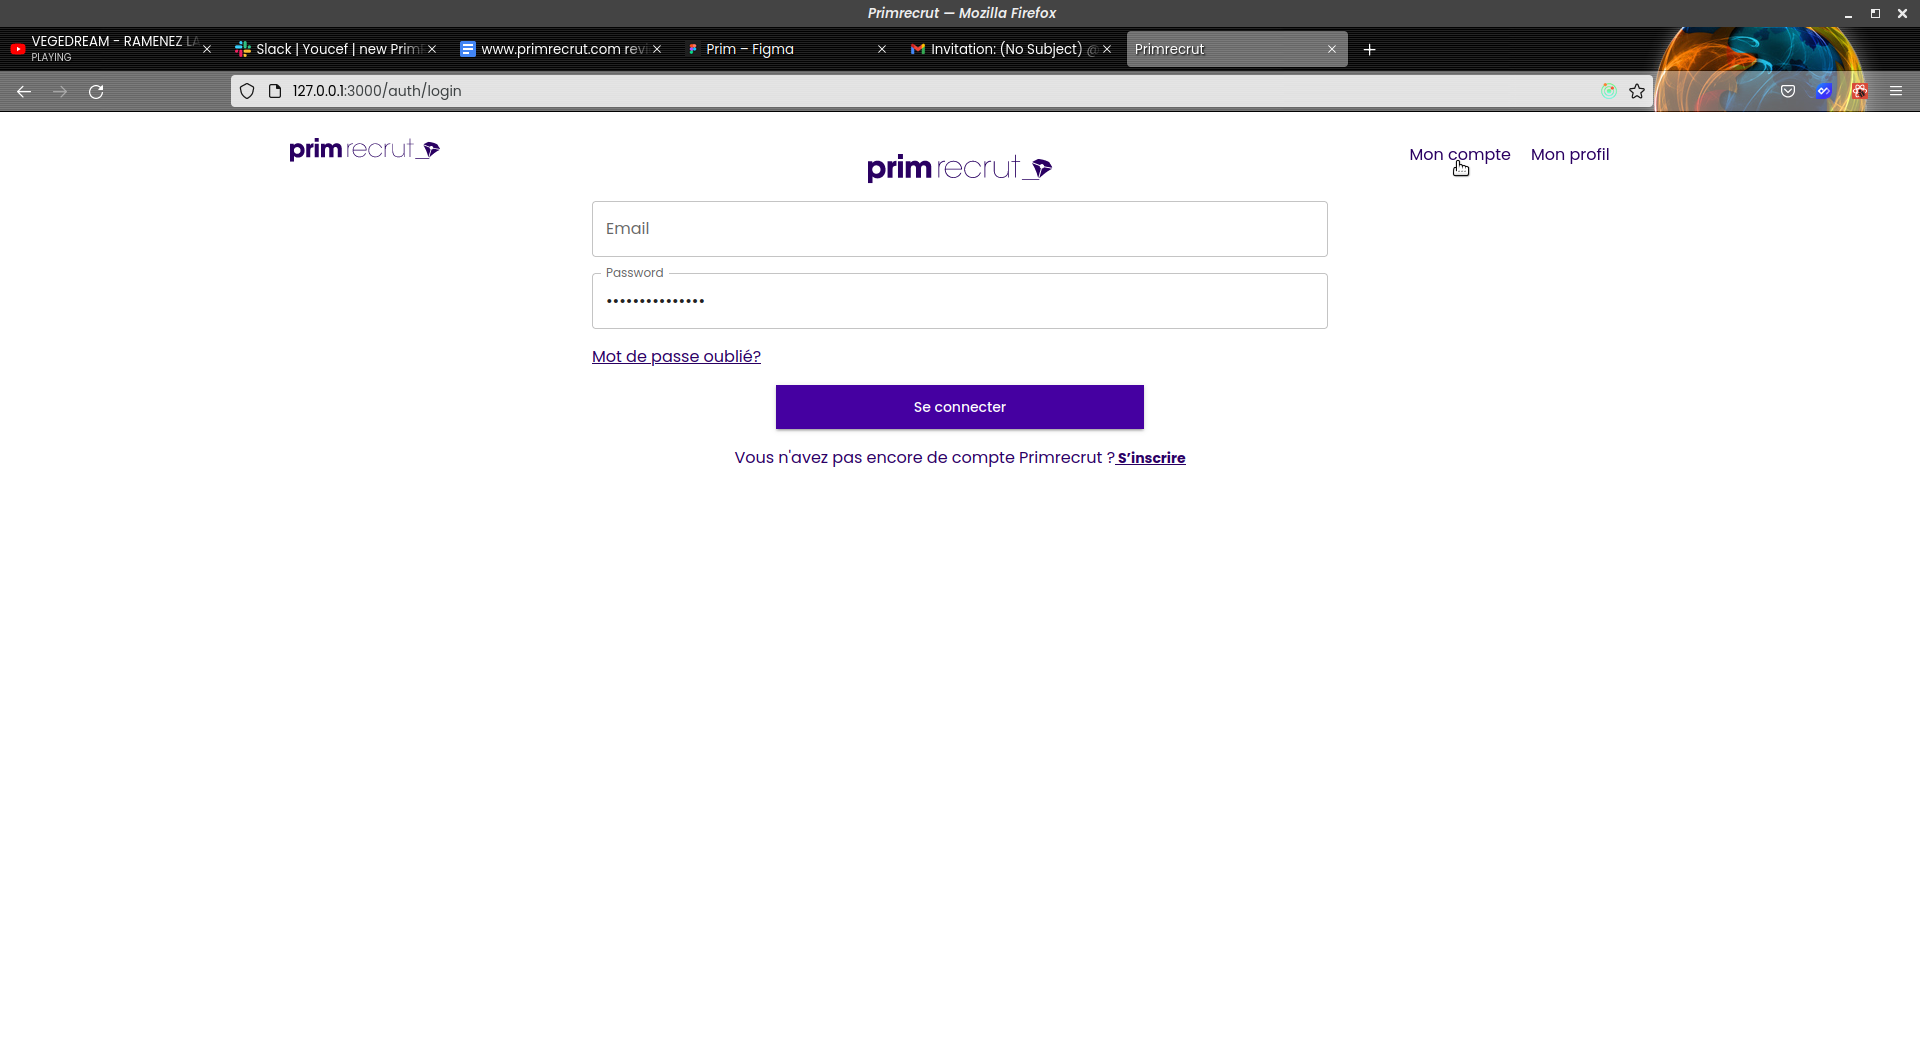 Primrecrut — Mozilla Firefox
VEGEDREAM - RAMENEZ LA
PLAYING
Slack | Youcef | new Prim
www.primrecrut.com revi
Prim – Figma
Invitation: (No Subject) @
Primrecrut
127.0.0.1:3000/auth/login
primrecrut_
primrecrut_
Mon compte
Mon profil
Email
Password
•••••••••••••••
Mot de passe oublié?
Se connecter
Vous n'avez pas encore de compte Primrecrut ? S’inscrire